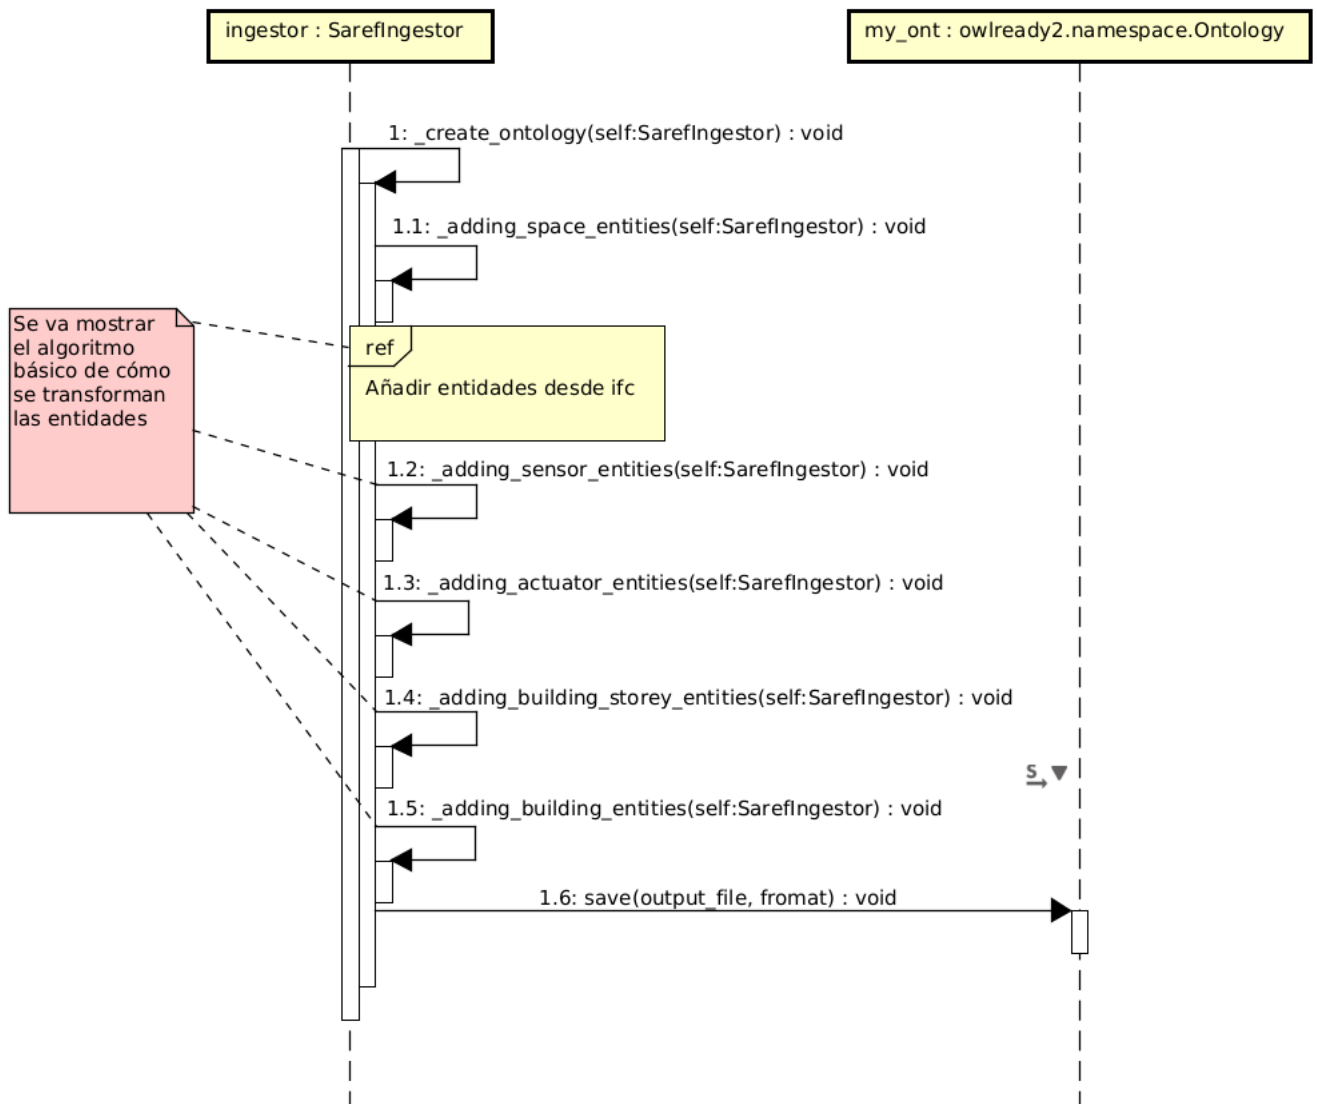 ingestor : SarefIngestor
my_ont : owlready2.namespace.Ontology
1: _create_ontology(self:SarefIngestor) : void
1.1: _adding_space_entities(self:SarefIngestor) : void
Se va mostrar
el algoritmo
básico de cómo
se transforman
las entidades
ref
Añadir entidades desde ifc
1.2: _adding_sensor_entities(self:SarefIngestor) : void
1.3: _adding_actuator_entities(self:SarefIngestor) : void
1.4: _adding_building_storey_entities(self:SarefIngestor) : void
S
1.5: _adding_building_entities(self:SarefIngestor) : void
1.6: save(output_file, fromat) : void